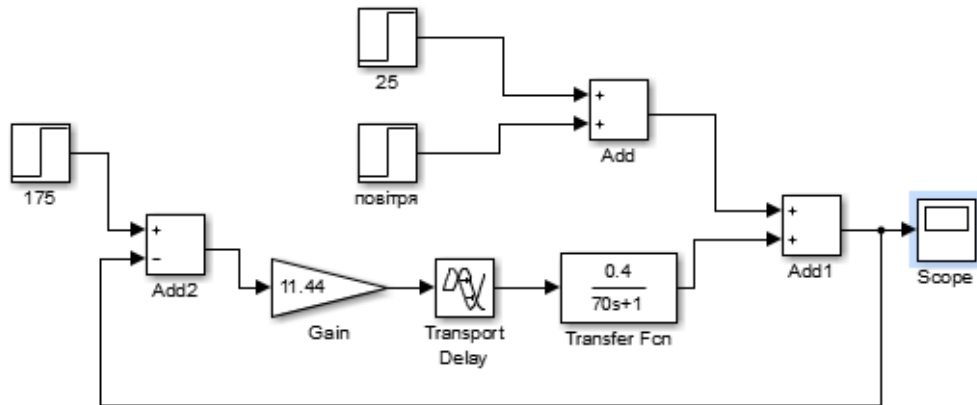 25
+
+
Add
175
повітря
+
−
Add2
11.44
Gain
Transport
Delay
0.4
70s+1
Transfer Fcn
+
+
Add1
Scope